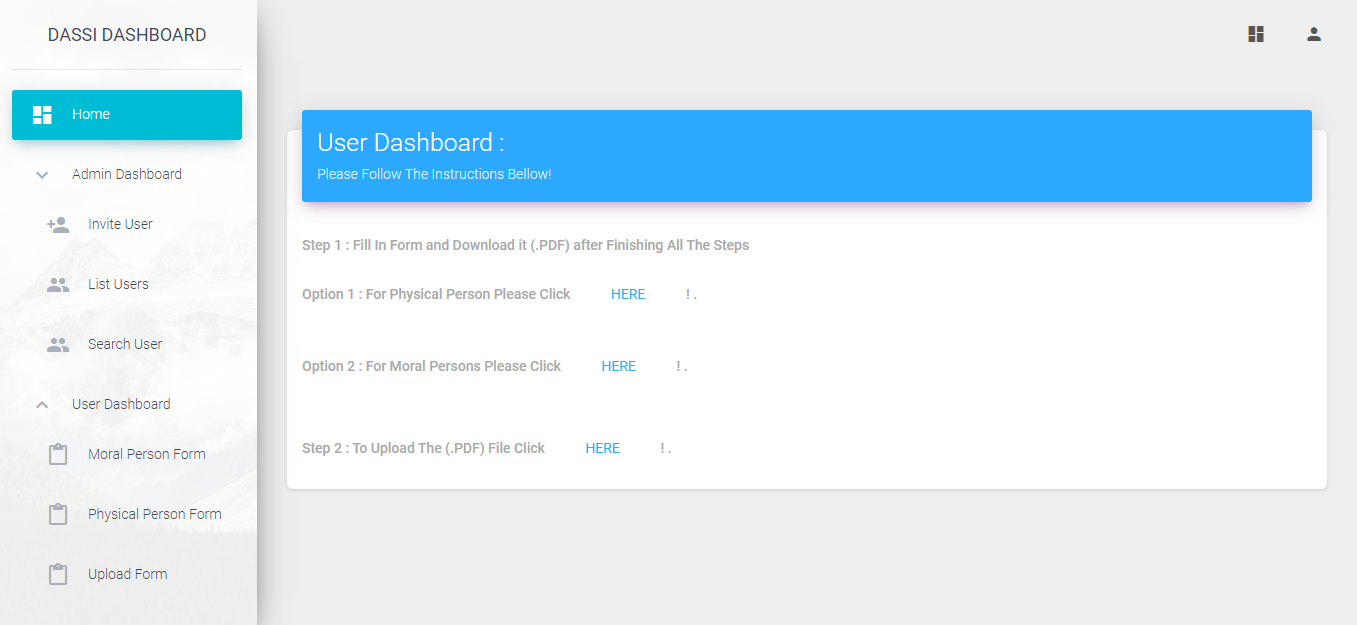 DASSI DASHBOARD
Home
Admin Dashboard
Invite User
List Users
Search User
User Dashboard
Moral Person Form
Physical Person Form
Upload Form
User Dashboard :
Please Follow The Instructions Bellow!
Step 1 : Fill In Form and Download it (.PDF) after Finishing All The Steps
Option 1 : For Physical Person Please Click HERE ! .
Option 2 : For Moral Persons Please Click HERE ! .
Step 2 : To Upload The (.PDF) File Click HERE ! .